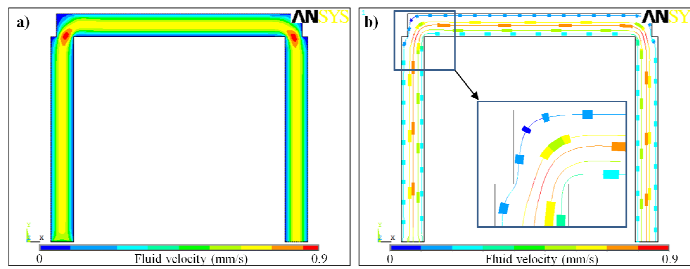 a)
ANSYS
0
Fluid velocity (mm/s)
0.9
b)
ANSYS
0
Fluid velocity (mm/s)
0.9